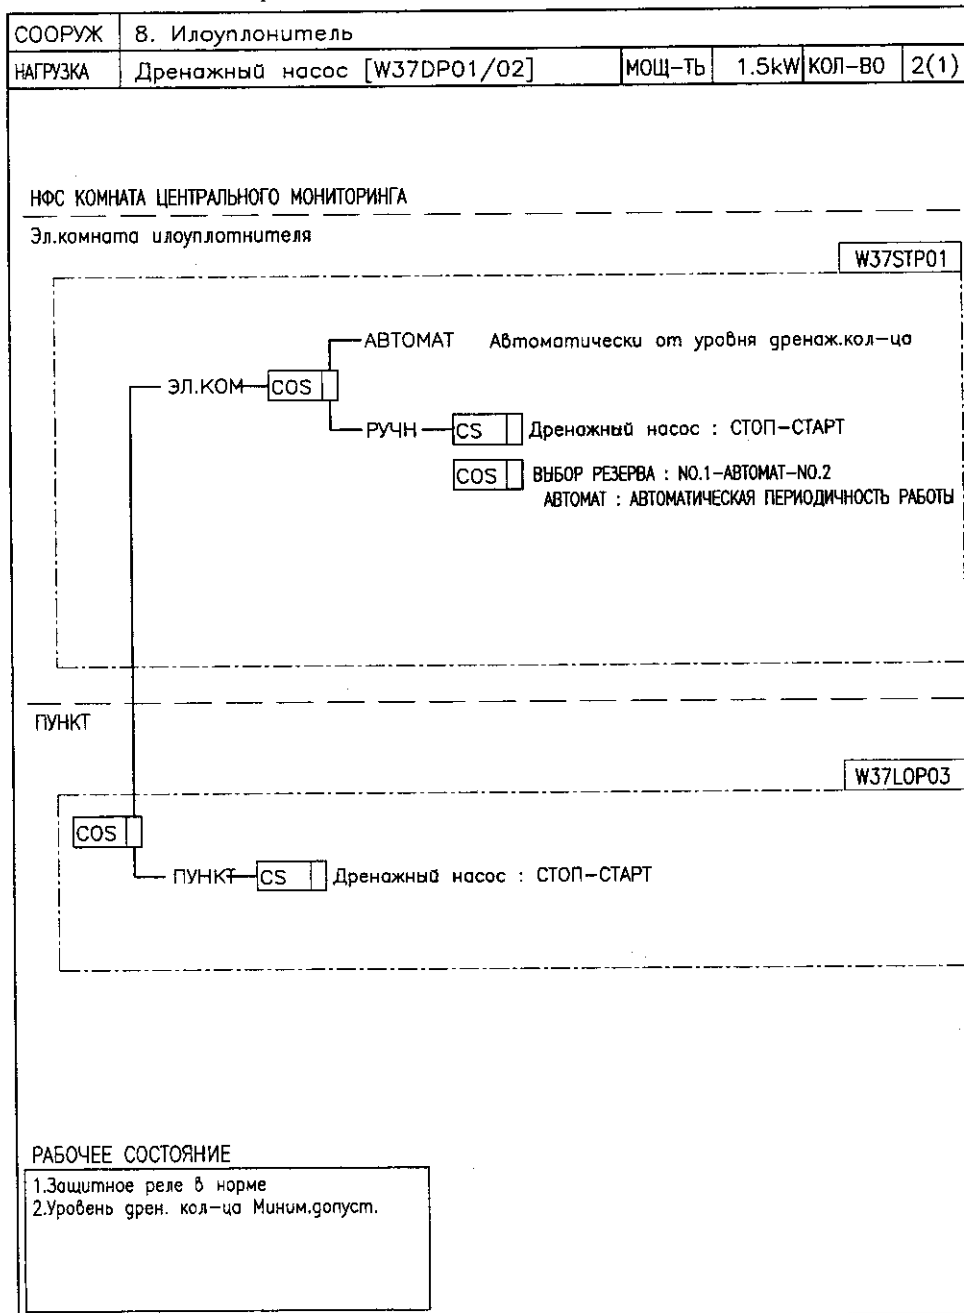 СООРУЖ 8. Илоуплонитель
НАГРУЗКА Дренажный насос [W37DP01/02] МОЩ-ТЬ 1.5kW КОЛ-ВО 2(1)
НФС КОМНАТА ЦЕНТРАЛЬНОГО МОНИТОРИНГА
Эл.комната илоуплотнителя
W37STP01
АВТОМАТ Автоматически от уровня дренаж.кол-ца
ЭЛ.КОМ COS
РУЧН CS Дренажный насос : СТОП-СТАРТ
COS ВЫБОР РЕЗЕРВА : NO.1-АВТОМАТ-NO.2
АВТОМАТ : АВТОМАТИЧЕСКАЯ ПЕРИОДИЧНОСТЬ РАБОТЫ
ПУНКТ
W37LOP03
COS
ПУНКТ CS Дренажный насос : СТОП-СТАРТ
РАБОЧЕЕ СОСТОЯНИЕ
1.Защитное реле в норме
2.Уровень дрен. кол-ца Миним.допуст.